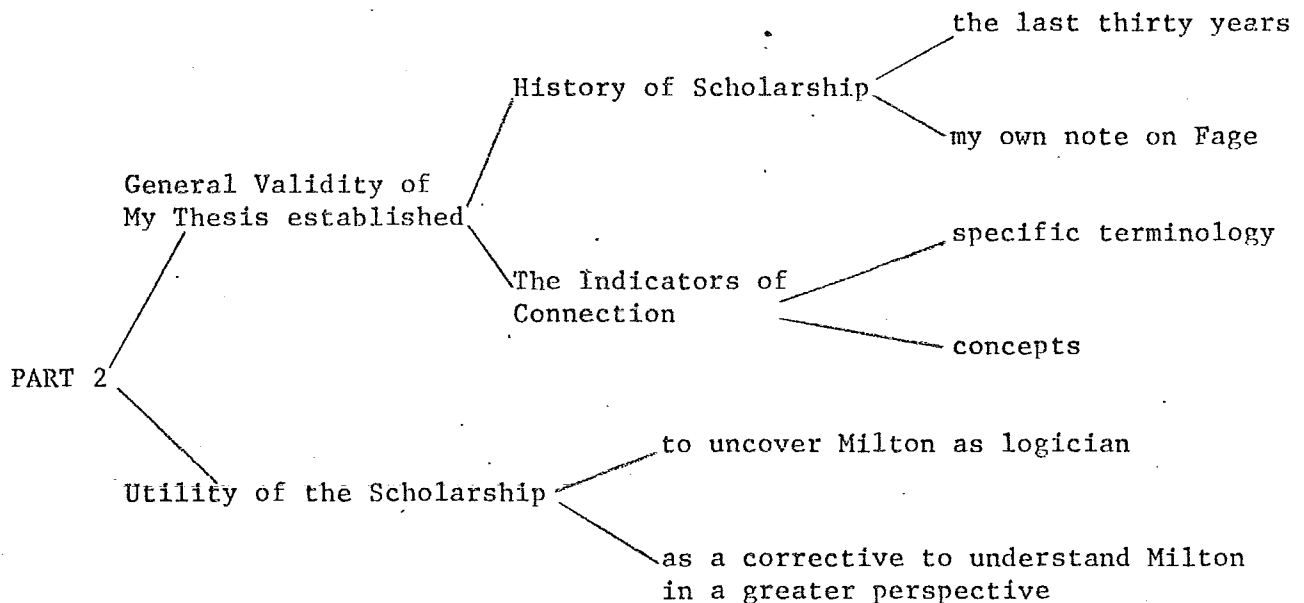 the last thirty years
History of Scholarship
my own note on Fage
General Validity of
My Thesis established
specific terminology
The Indicators of
Connection
concepts
PART 2
to uncover Milton as logician
Utility of the Scholarship
as a corrective to understand Milton
in a greater perspective